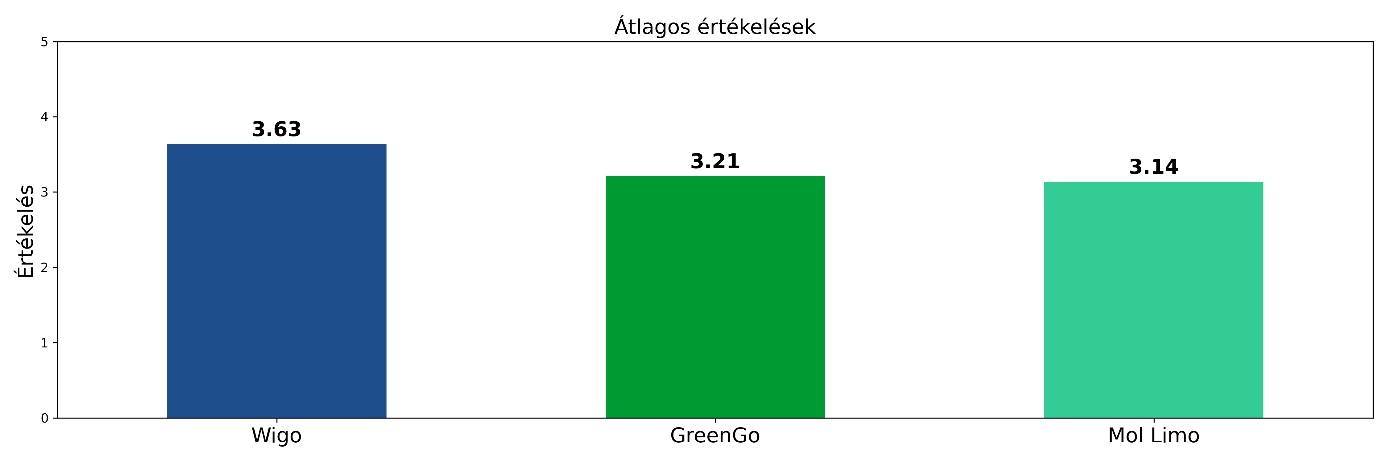 Átlagos értékelések
Értékelés
5
4
3
2
1
0
3.63
3.21
3.14
Wigo
GreenGo
Mol Limo